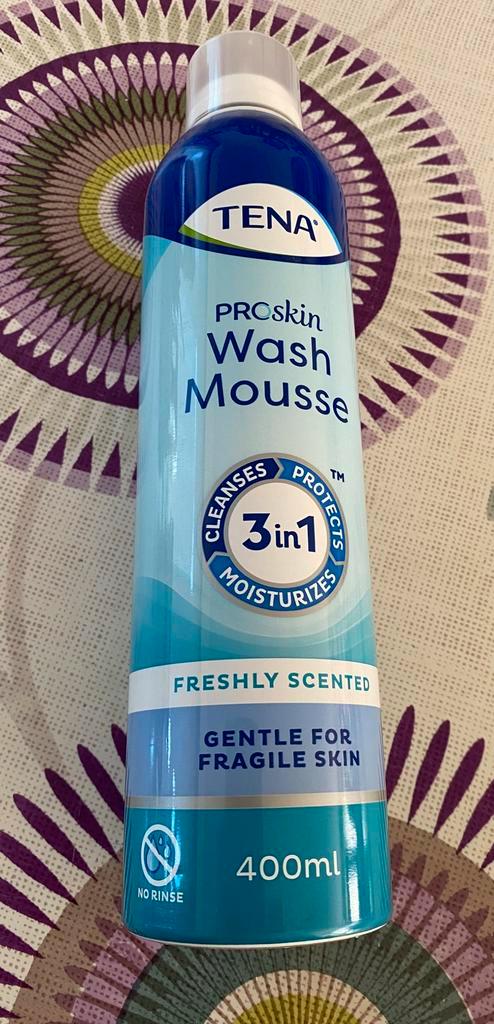 TENA®
PROskin
Wash
Mousse
CLEANSES PROTECTS ™
3in1
MOISTURIZES
FRESHLY SCENTED
GENTLE FOR
FRAGILE SKIN
400ml
NO RINSE